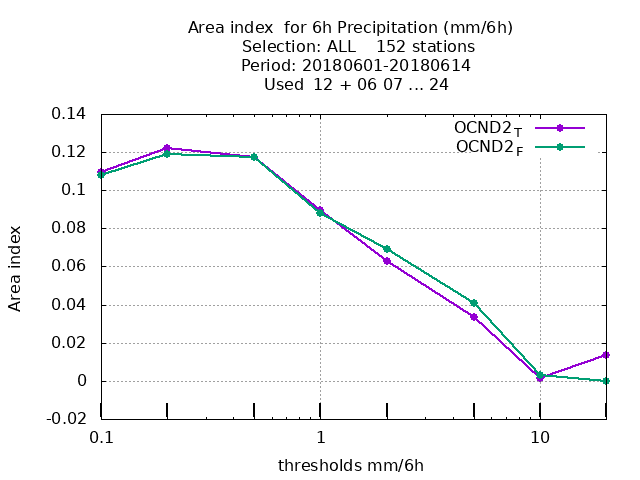 Area index  for 6h Precipitation (mm/6h)
Selection: ALL    152 stations
Period: 20180601-20180614
Used  12 + 06 07 ... 24
OCND2T
OCND2F
0.14
0.12
0.1
0.08
0.06
0.04
0.02
0
-0.02
Area index
0.1
1
10
thresholds mm/6h